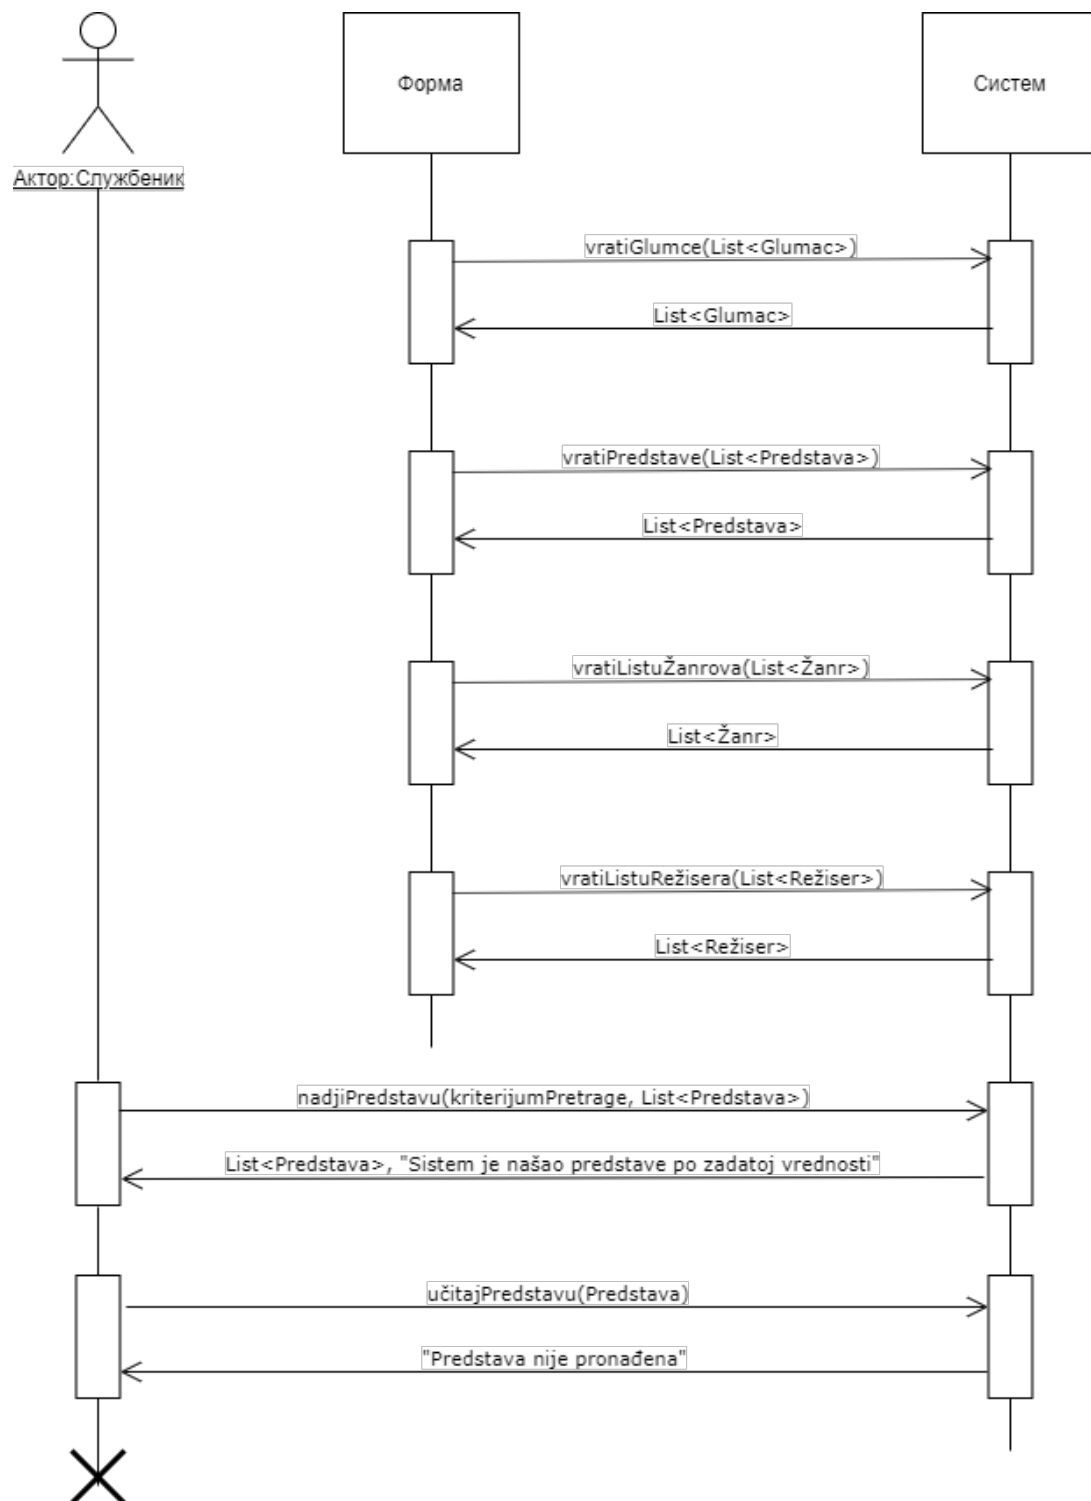 Форма
Систем
Актор:Службеник
vratiGlumce(List<Glumac>)
List<Glumac>
vratiPredstave(List<Predstava>)
List<Predstava>
vratiListuŽanrova(List<Žanr>)
List<Žanr>
vratiListuRežisera(List<Režiser>)
List<Režiser>
nadjiPredstavu(kriterijumPretrage, List<Predstava>)
List<Predstava>, "Sistem je našao predstave po zadatoj vrednosti"
učitajPredstavu(Predstava)
"Predstava nije pronađena"